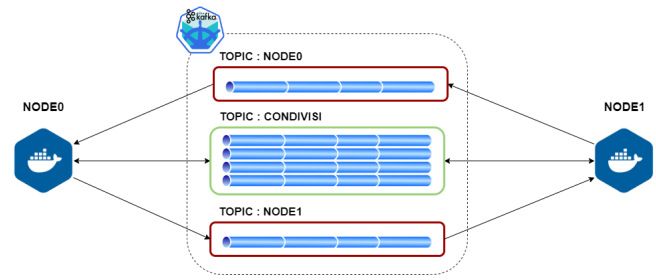 kafka
TOPIC : NODE0
NODE0
NODE1
TOPIC : CONDIVISI
TOPIC : NODE1